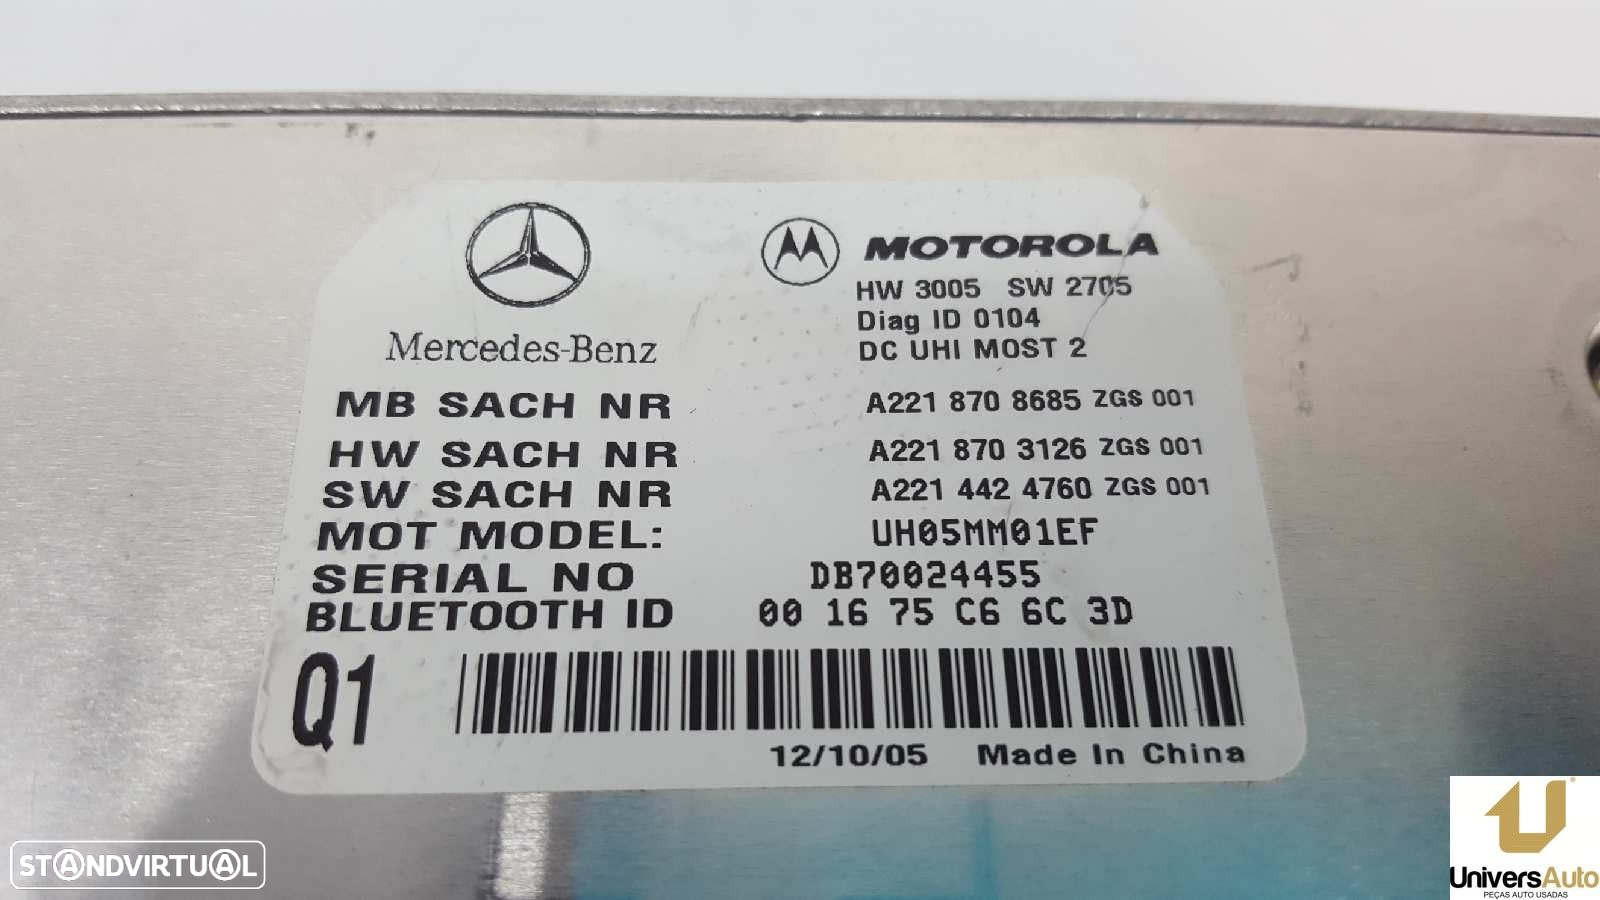 Mercedes-Benz
MOTOROLA
HW 3005 SW 2705
Diag ID 0104
DC UHI MOST 2
MB SACH NR A221 870 8685 ZGS 001
HW SACH NR A221 870 3126 ZGS 001
SW SACH NR A221 442 4760 ZGS 001
MOT MODEL: UH05MM01EF
SERIAL NO DB70024455
BLUETOOTH ID 00 16 75 C6 6C 3D
Q1
12/10/05 Made In China
STANDVIRTUAL
UniversAuto
PEÇAS AUTO USADAS